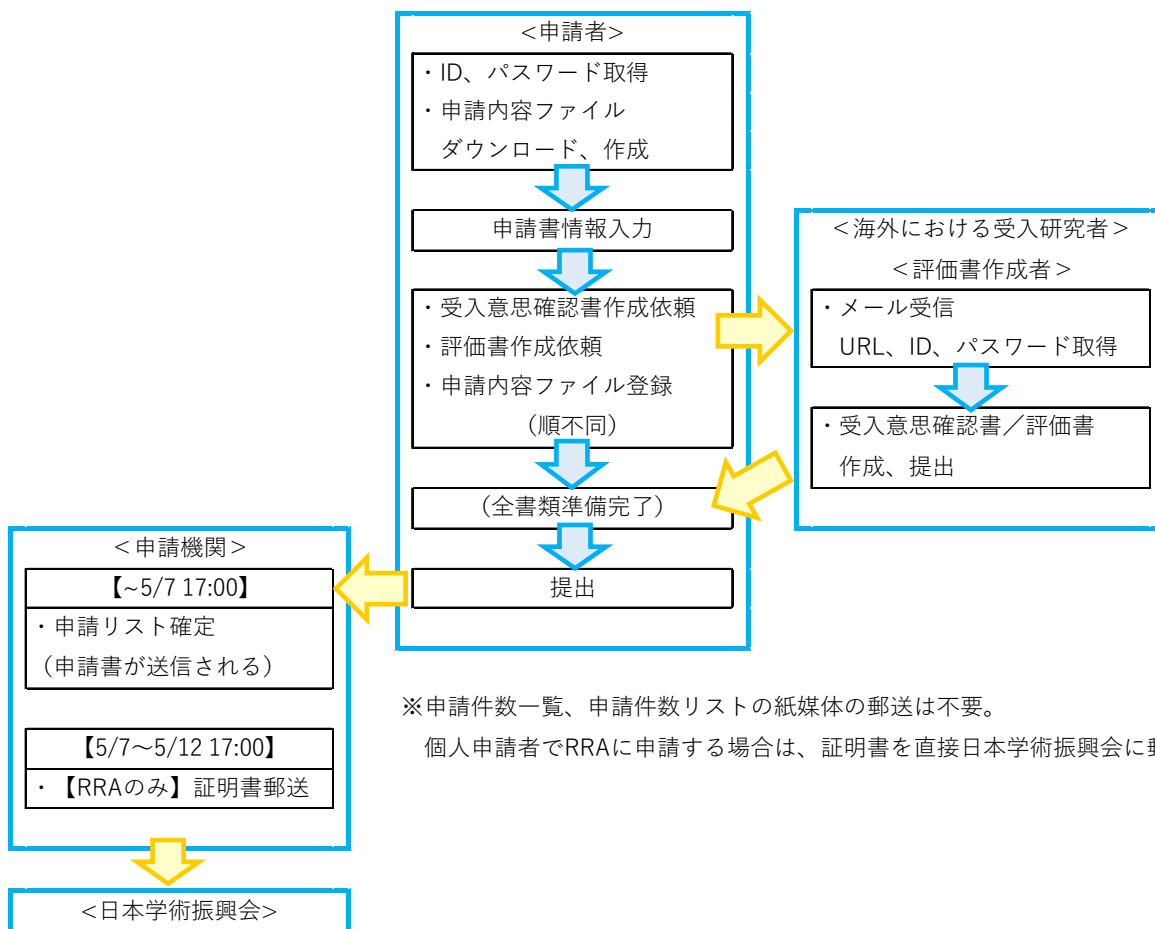 <申請者>
・ID、パスワード取得
・申請内容ファイル
ダウンロード、作成
申請書情報入力
・受入意思確認書作成依頼
・評価書作成依頼
・申請内容ファイル登録
（順不同）
（全書類準備完了）
提出
＜海外における受入研究者＞
＜評価書作成者＞
・メール受信
URL、ID、パスワード取得
・受入意思確認書／評価書
作成、提出
＜申請機関＞
【~5/7 17:00】
・申請リスト確定
（申請書が送信される）
【5/7～5/12 17:00】
・【RRAのみ】証明書郵送
※申請件数一覧、申請件数リストの紙媒体の郵送は不要。
個人申請者でRRAに申請する場合は、証明書を直接日本学術振興会に
<日本学術振興会>